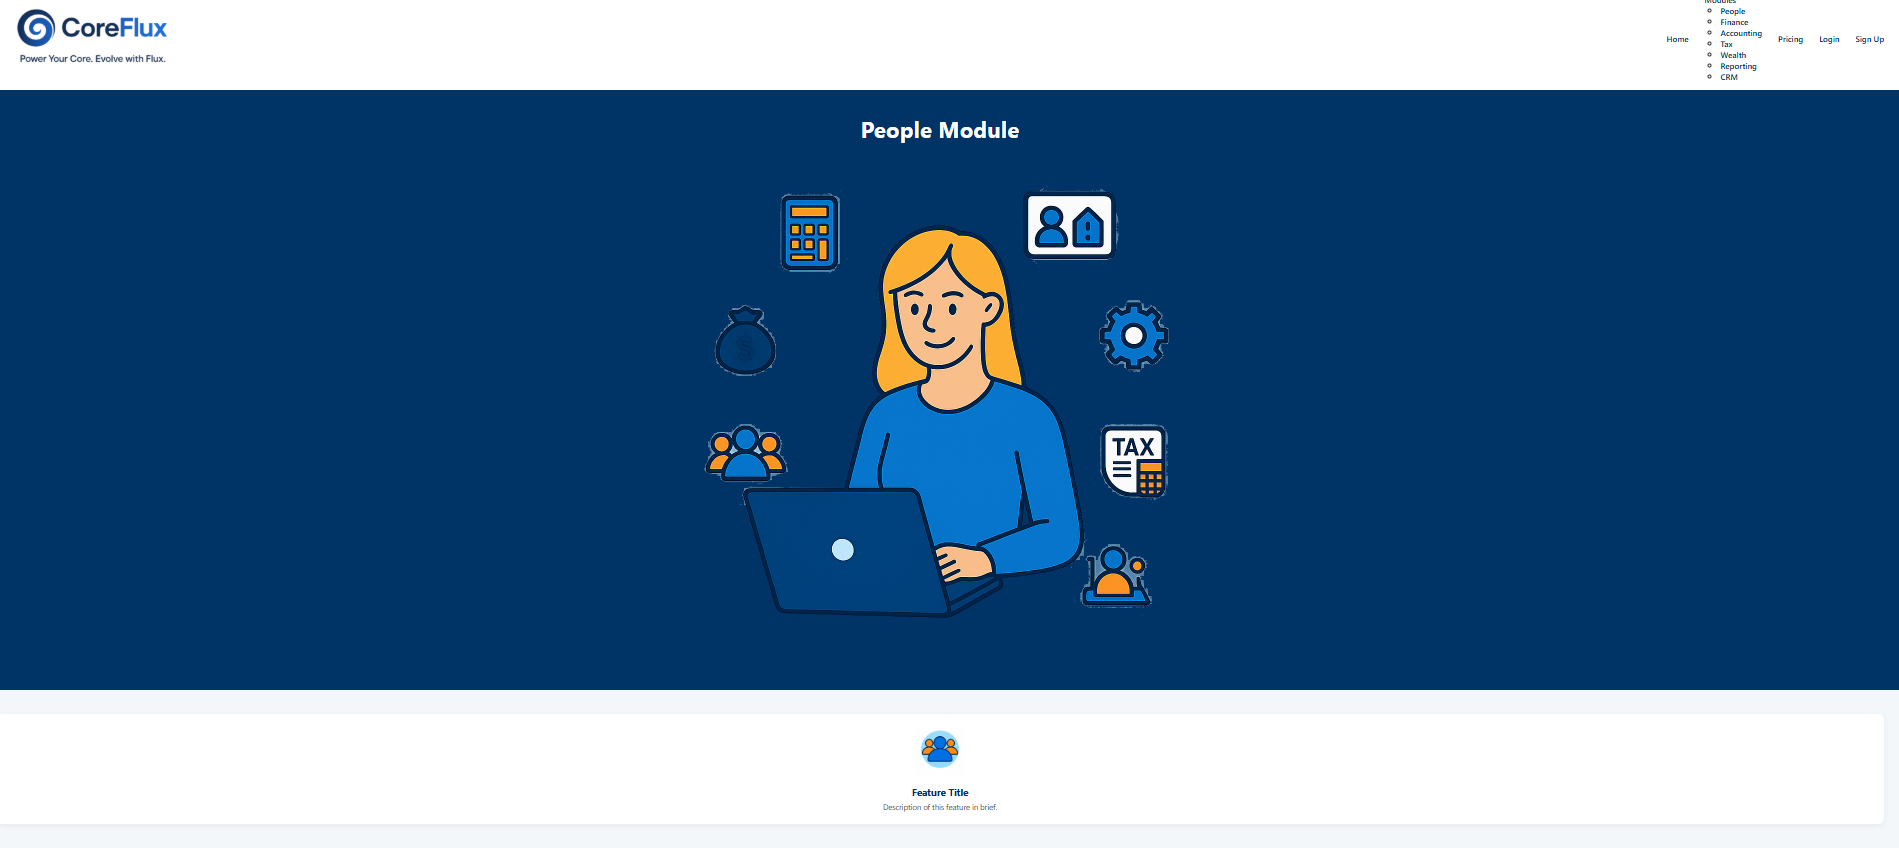 CoreFlux
Power Your Core. Evolve with Flux.
Home
Modules
People
Finance
Accounting
Tax
Wealth
Reporting
CRM
Pricing
Login
Sign Up
People Module
$
TAX
Feature Title
Description of this feature in brief.